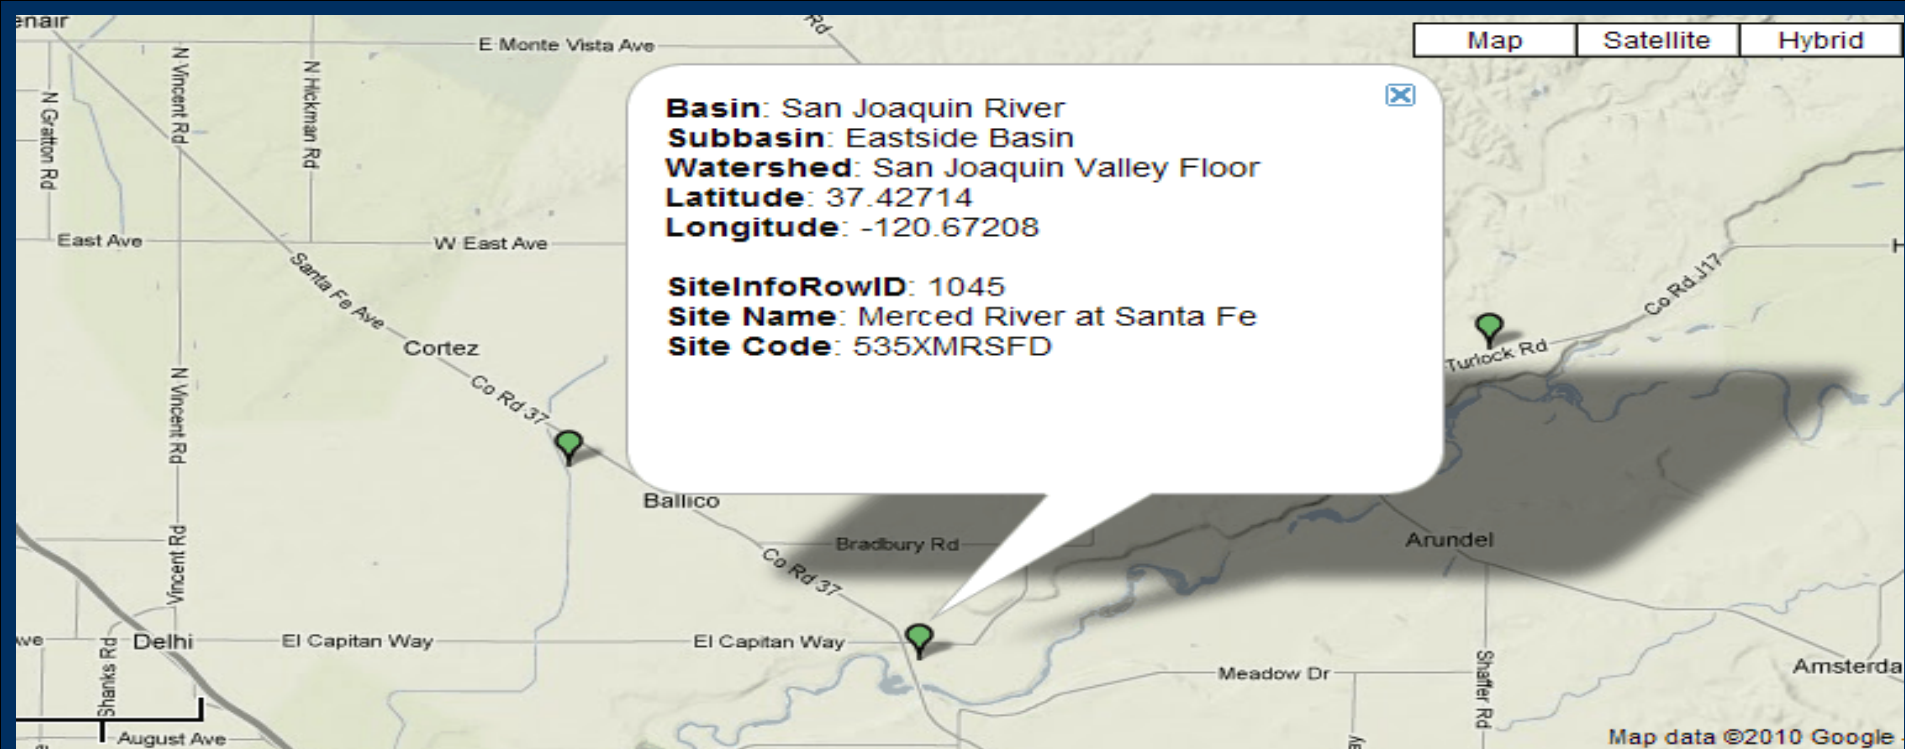 enair
Rd
E Monte Vista Ave
Map
Satellite
Hybrid
N Gratton Rd
N Vincent Rd
N Hickman Rd
Basin: San Joaquin River
Subbasin: Eastside Basin
Watershed: San Joaquin Valley Floor
Latitude: 37.42714
Longitude: -120.67208
SiteInfoRowID: 1045
Site Name: Merced River at Santa Fe
Site Code: 535XMRSFD
East Ave
W East Ave
H
Santa Fe Ave
Co Rd J17
Cortez
Turlock Rd
Co Rd 37
N Vincent Rd
Ballico
Bradbury Rd
Arundel
Co Rd 37
Vincent Rd
Ave
Delhi
El Capitan Way
El Capitan Way
Shanks Rd
Meadow Dr
Shaffer Rd
Amsterda
August Ave
Map data ©2010 Google -